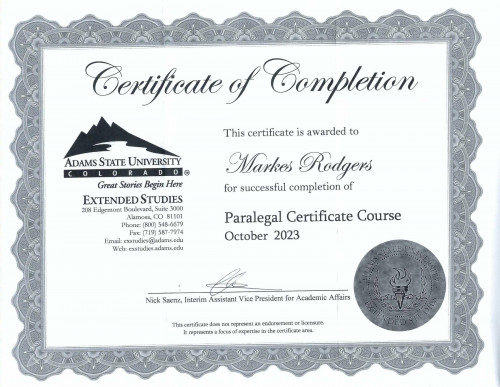 Certificate of Completion
This certificate is awarded to
Markes Rodgers
for successful completion of
Paralegal Certificate Course
October 2023
ADAMS STATE UNIVERSITY
COLORADO
Great Stories Begin Here
EXTENDED STUDIES
208 Edgemont Boulevard, Suite 3000
Alamosa, CO 81101
Phone: (800) 548-6679
Fax: (719) 587-7974
Email: exstudies@adams.edu
Web: exstudies.adams.edu
Nick Saenz, Interim Assistant Vice President for Academic Affairs
This certificate does not represent an endorsement or licensure.
It represents a focus of expertise in the certificate area.